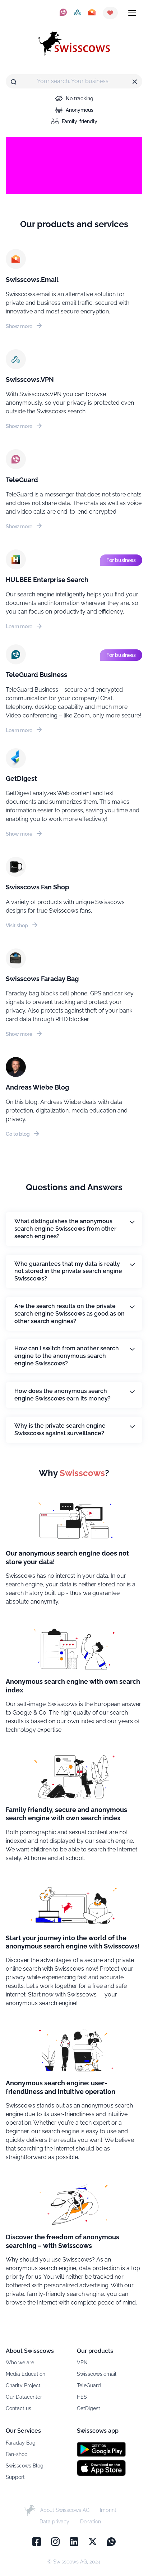 swisscows
Your search. Your business.
No tracking
Anonymous
Family-friendly
Our products and services
Swisscows.Email
Swisscows.email is an alternative solution for
private and business email traffic, secured with
innovative and most secure encryption.
Show more
Swisscows.VPN
With Swisscows.VPN you can browse
anonymously, so your privacy is protected even
outside the Swisscows search.
Show more
TeleGuard
TeleGuard is a messenger that does not store chats
and does not share data. The chats as well as voice
and video calls are end-to-end encrypted.
Show more
For business
HULBEE Enterprise Search
Our search engine intelligently helps you find your
documents and information wherever they are, so
you can focus on productivity and efficiency.
Learn more
For business
TeleGuard Business
TeleGuard Business – secure and encrypted
communication for your company! Chat,
telephony, desktop capability and much more.
Video conferencing – like Zoom, only more secure!
Learn more
GetDigest
GetDigest analyzes Web content and text
documents and summarizes them. This makes
information easier to process, saving you time and
enabling you to work more effectively!
Show more
Swisscows Fan Shop
A variety of products with unique Swisscows
designs for true Swisscows fans.
Visit shop
Swisscows Faraday Bag
Faraday bag blocks cell phone, GPS and car key
signals to prevent tracking and protect your
privacy. Also protects against theft of your bank
card data through RFID blocker.
Show more
Andreas Wiebe Blog
On this blog, Andreas Wiebe deals with data
protection, digitalization, media education and
privacy.
Go to blog
Questions and Answers
What distinguishes the anonymous
search engine Swisscows from other
search engines?
Who guarantees that my data is really
not stored in the private search engine
Swisscows?
Are the search results on the private
search engine Swisscows as good as on
other search engines?
How can I switch from another search
engine to the anonymous search
engine Swisscows?
How does the anonymous search
engine Swisscows earn its money?
Why is the private search engine
Swisscows against surveillance?
Why Swisscows?
Our anonymous search engine does not
store your data!
Swisscows has no interest in your data. In our
search engine, your data is neither stored nor is a
search history built up - thus we guarantee
absolute anonymity.
Anonymous search engine with own search
index
Our self-image: Swisscows is the European answer
to Google & Co. The high quality of our search
results is based on our own index and our years of
technology expertise.
Family friendly, secure and anonymous
search engine with own search index
Both pornographic and sexual content are not
indexed and not displayed by our search engine.
We want children to be able to search the Internet
safely. At home and at school.
Start your journey into the world of the
anonymous search engine with Swisscows!
Discover the advantages of a secure and private
online search with Swisscows now! Perfect data
privacy while experiencing fast and accurate
results. Let's work together for a free and safe
Internet. Start now with Swisscows — your
anonymous search engine!
Anonymous search engine: user-
friendliness and intuitive operation
Swisscows stands out as an anonymous search
engine due to its user-friendliness and intuitive
operation. Whether you're a tech expert or
beginner, our search engine is easy to use and
quickly delivers the results you want. We believe
that searching the Internet should be as
straightforward as possible.
Discover the freedom of anonymous
searching – with Swisscows
Why should you use Swisscows? As an
anonymous search engine, data protection is a top
priority for us. You will neither be tracked nor
bothered with personalized advertising. With our
private, family-friendly search engine, you can
browse the Internet with complete peace of mind.
About Swisscows
Who we are
Media Education
Charity Project
Our Datacenter
Contact us
Our products
VPN
Swisscows.email
TeleGuard
HES
GetDigest
Our Services
Faraday Bag
Fan-shop
Swisscows Blog
Support
Swisscows app
GET IT ON
Google Play
Download on the
App Store
About Swisscows AG
Imprint
Data privacy
Donation
© Swisscows AG, 2024